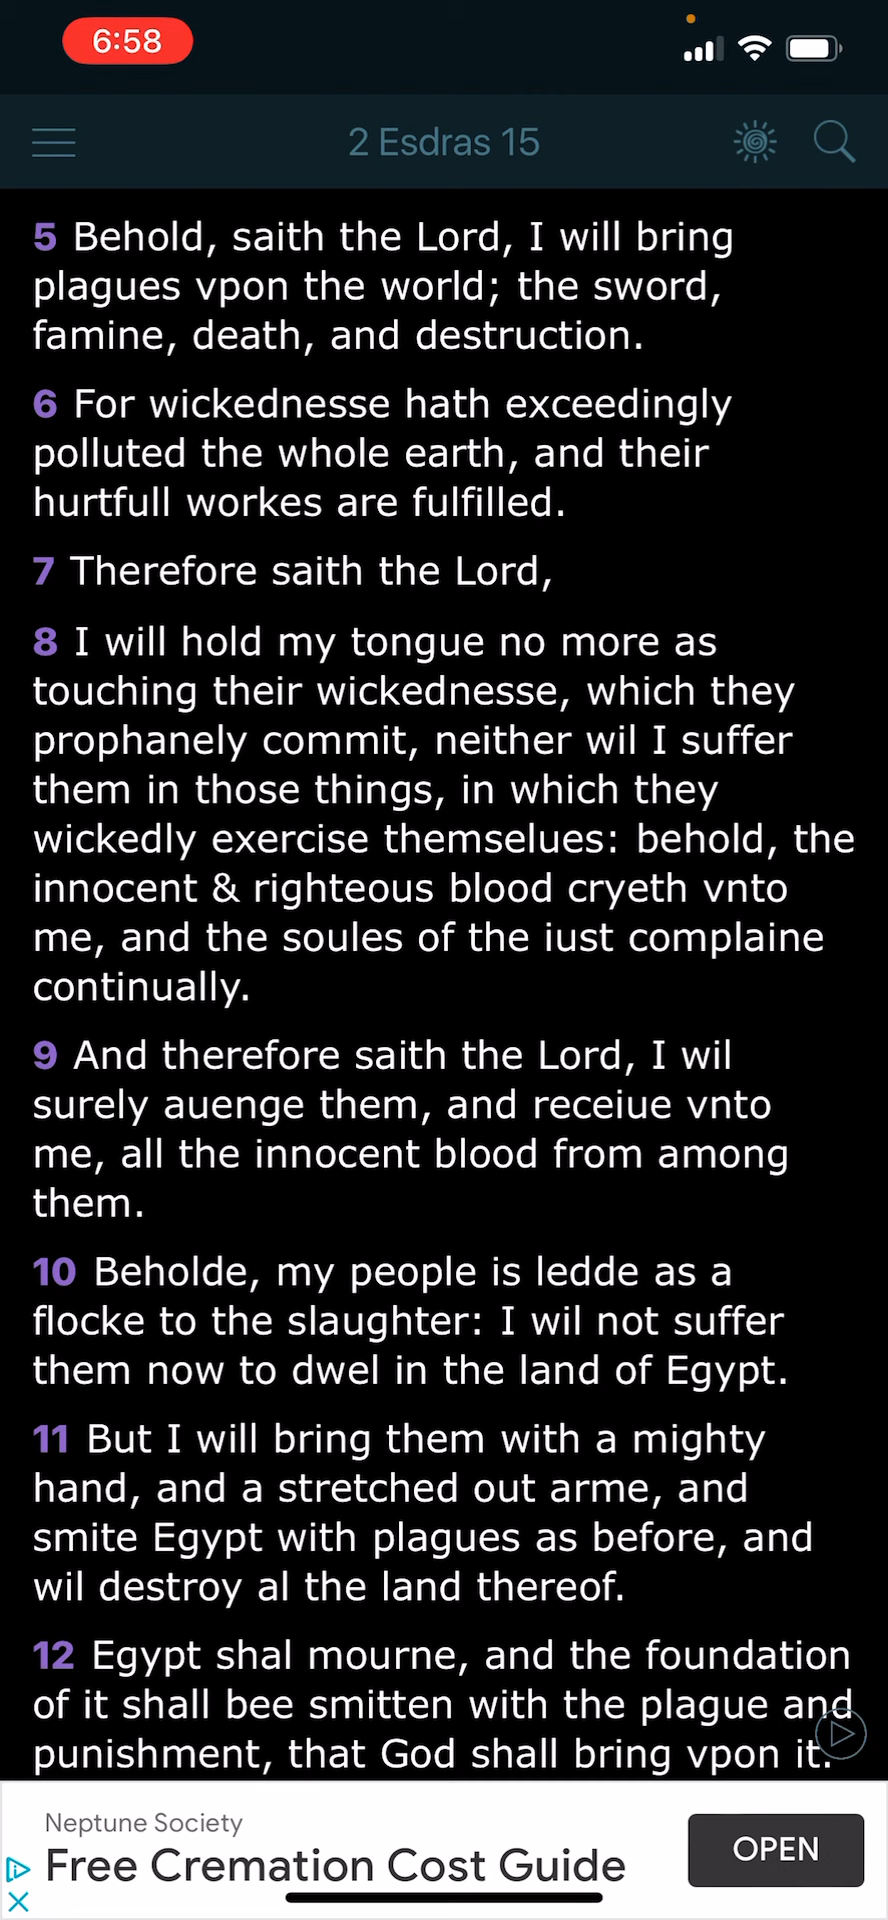 6:58
2 Esdras 15
5 Behold, saith the Lord, I will bring
plagues vpon the world; the sword,
famine, death, and destruction.
6 For wickednesse hath exceedingly
polluted the whole earth, and their
hurtfull workes are fulfilled.
7 Therefore saith the Lord,
8 I will hold my tongue no more as
touching their wickednesse, which they
prophanely commit, neither wil I suffer
them in those things, in which they
wickedly exercise themselues: behold, the
innocent & righteous blood cryeth vnto
me, and the soules of the iust complaine
continually.
9 And therefore saith the Lord, I wil
surely auenge them, and receiue vnto
me, all the innocent blood from among
them.
10 Beholde, my people is ledde as a
flocke to the slaughter: I wil not suffer
them now to dwel in the land of Egypt.
11 But I will bring them with a mighty
hand, and a stretched out arme, and
smite Egypt with plagues as before, and
wil destroy al the land thereof.
12 Egypt shal mourne, and the foundation
of it shall bee smitten with the plague and
punishment, that God shall bring vpon it.
Neptune Society
Free Cremation Cost Guide
OPEN